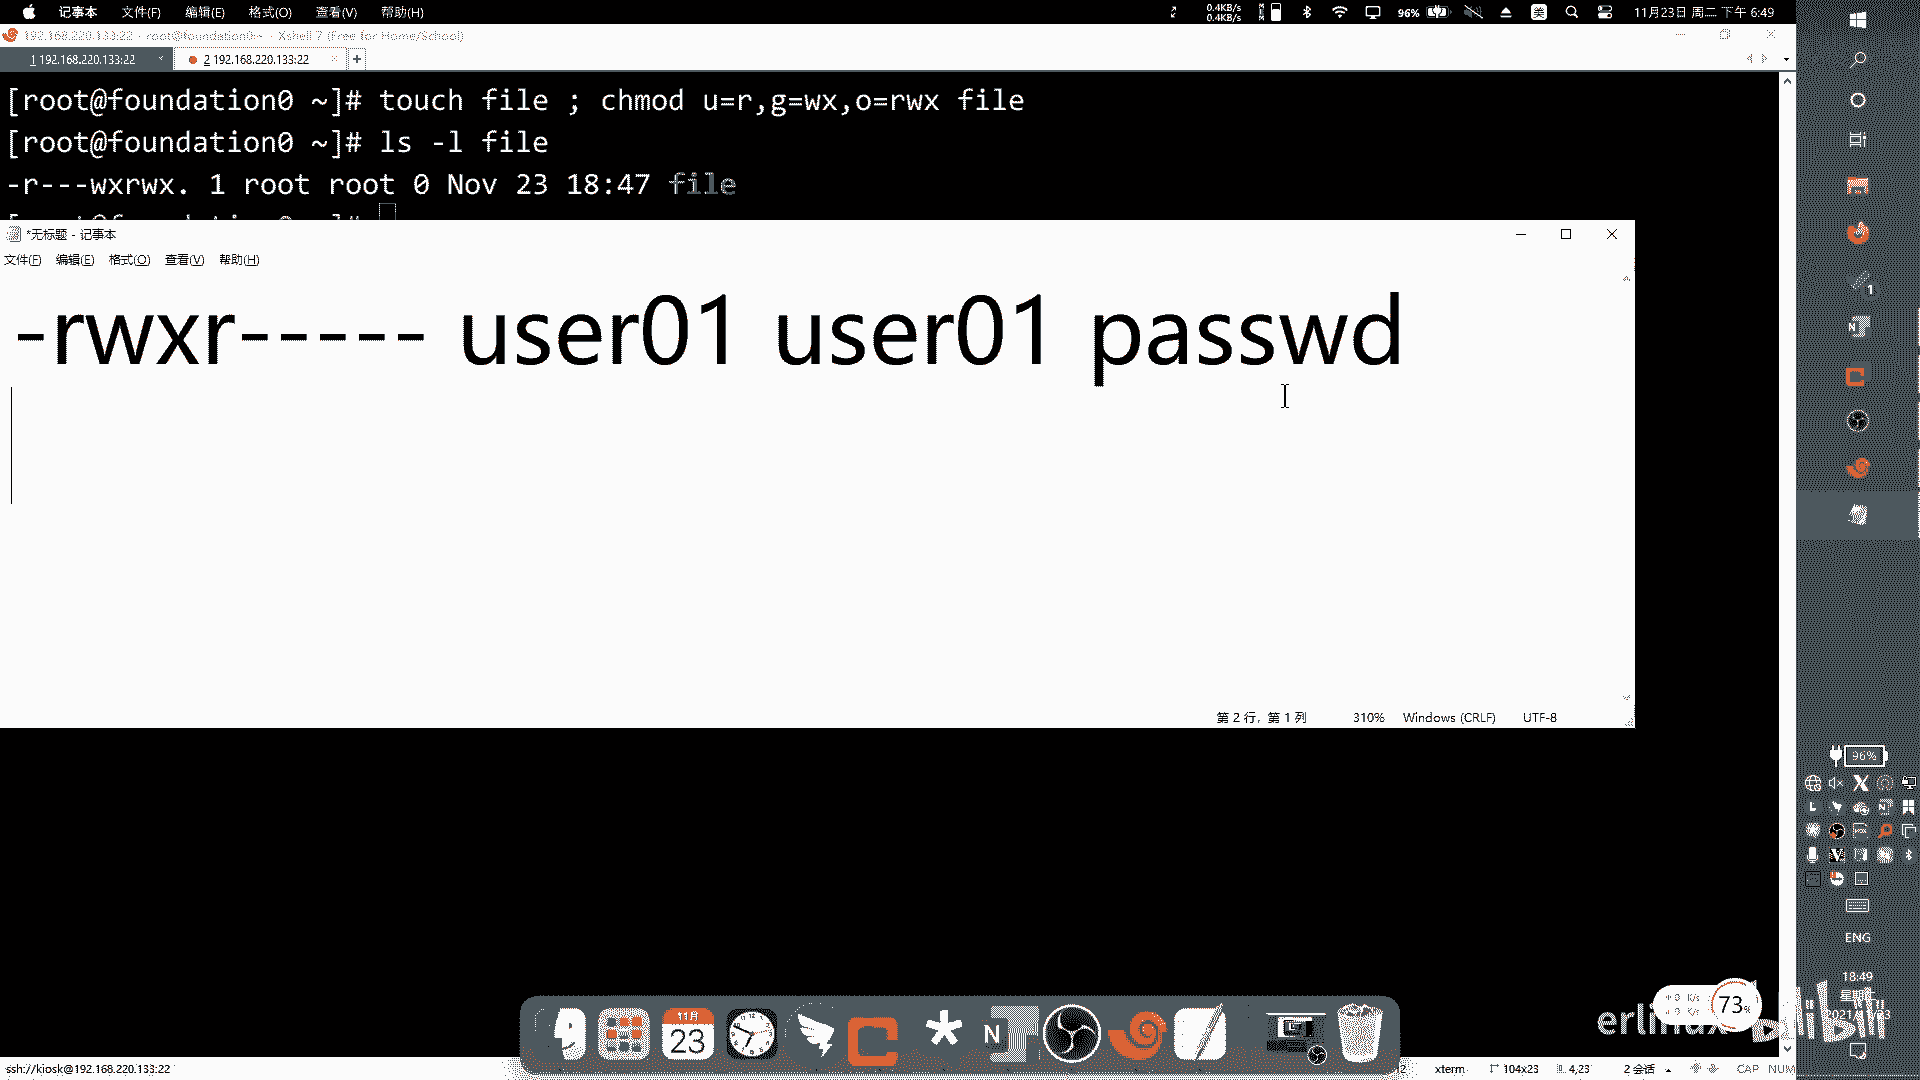 记事本 文件(F) 编辑(E) 格式(O) 查看(V) 帮助(H) 0.4KB/s 0.4KB/s 96% 美 11月23日 周二 下午 6:49
192.168.220.133:22 - root@foundation0:~ - Xshell 7 (Free for Home/School)
1 192.168.220.133:22 2 192.168.220.133:22 +
[root@foundation0 ~]# touch file ; chmod u=r,g=wx,o=rwx file
[root@foundation0 ~]# ls -l file
-r---wxrwx. 1 root root 0 Nov 23 18:47 file
*无标题 - 记事本
文件(F) 编辑(E) 格式(O) 查看(V) 帮助(H)
-rwxr----- user01 user01 passwd
第 2 行，第 1 列 310% Windows (CRLF) UTF-8
96%
ENG
18:49
11月
23
73%
erlinux bilibili
ssh://kiosk@192.168.220.133:22 xterm 104x23 4,23 2 会话 CAP NUM